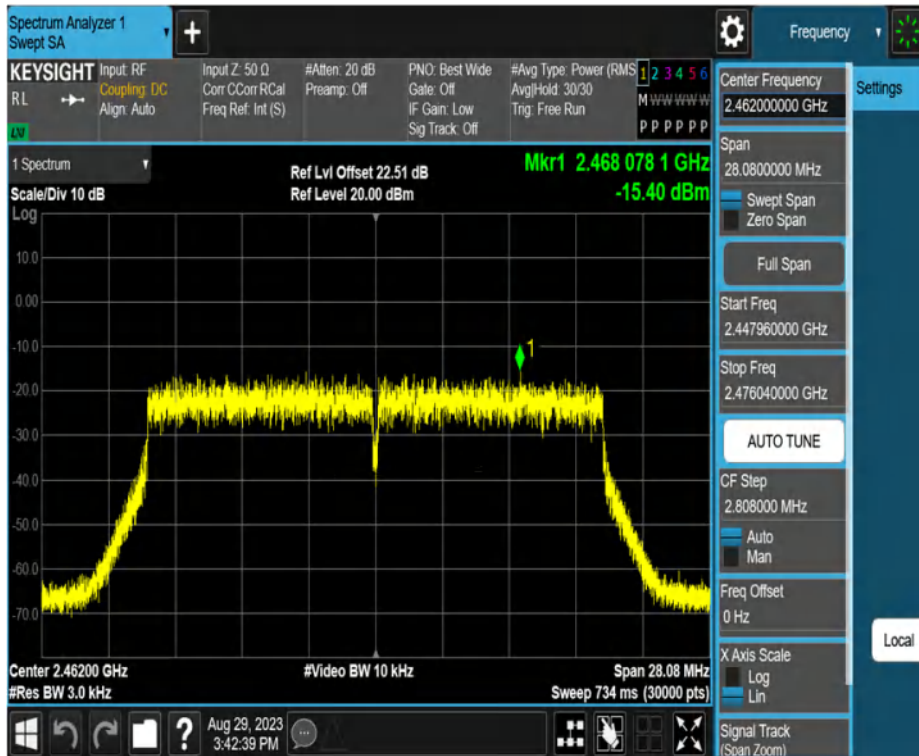 Spectrum Analyzer 1
Swept SA
+
Frequency
KEYSIGHT
RL
LXI
Input: RF
Coupling: DC
Align: Auto
Input Z: 50 Ω
Corr CCorr RCal
Freq Ref: Int (S)
#Atten: 20 dB
Preamp: Off
PNO: Best Wide
Gate: Off
IF Gain: Low
Sig Track: Off
#Avg Type: Power (RMS
Avg|Hold: 30/30
Trig: Free Run
1 2 3 4 5 6
M W W W W W
P P P P P P
1 Spectrum
Scale/Div 10 dB
Log
Ref Lvl Offset 22.51 dB
Ref Level 20.00 dBm
Mkr1 2.468 078 1 GHz
-15.40 dBm
10.0
0.00
-10.0
-20.0
-30.0
-40.0
-50.0
-60.0
-70.0
1
Center 2.46200 GHz
#Res BW 3.0 kHz
#Video BW 10 kHz
Span 28.08 MHz
Sweep 734 ms (30000 pts)
?
Aug 29, 2023
3:42:39 PM
Center Frequency
2.462000000 GHz
Settings
Span
28.0800000 MHz
Swept Span
Zero Span
Full Span
Start Freq
2.447960000 GHz
Stop Freq
2.476040000 GHz
AUTO TUNE
CF Step
2.808000 MHz
Auto
Man
Freq Offset
0 Hz
Local
X Axis Scale
Log
Lin
Signal Track
(Span Zoom)